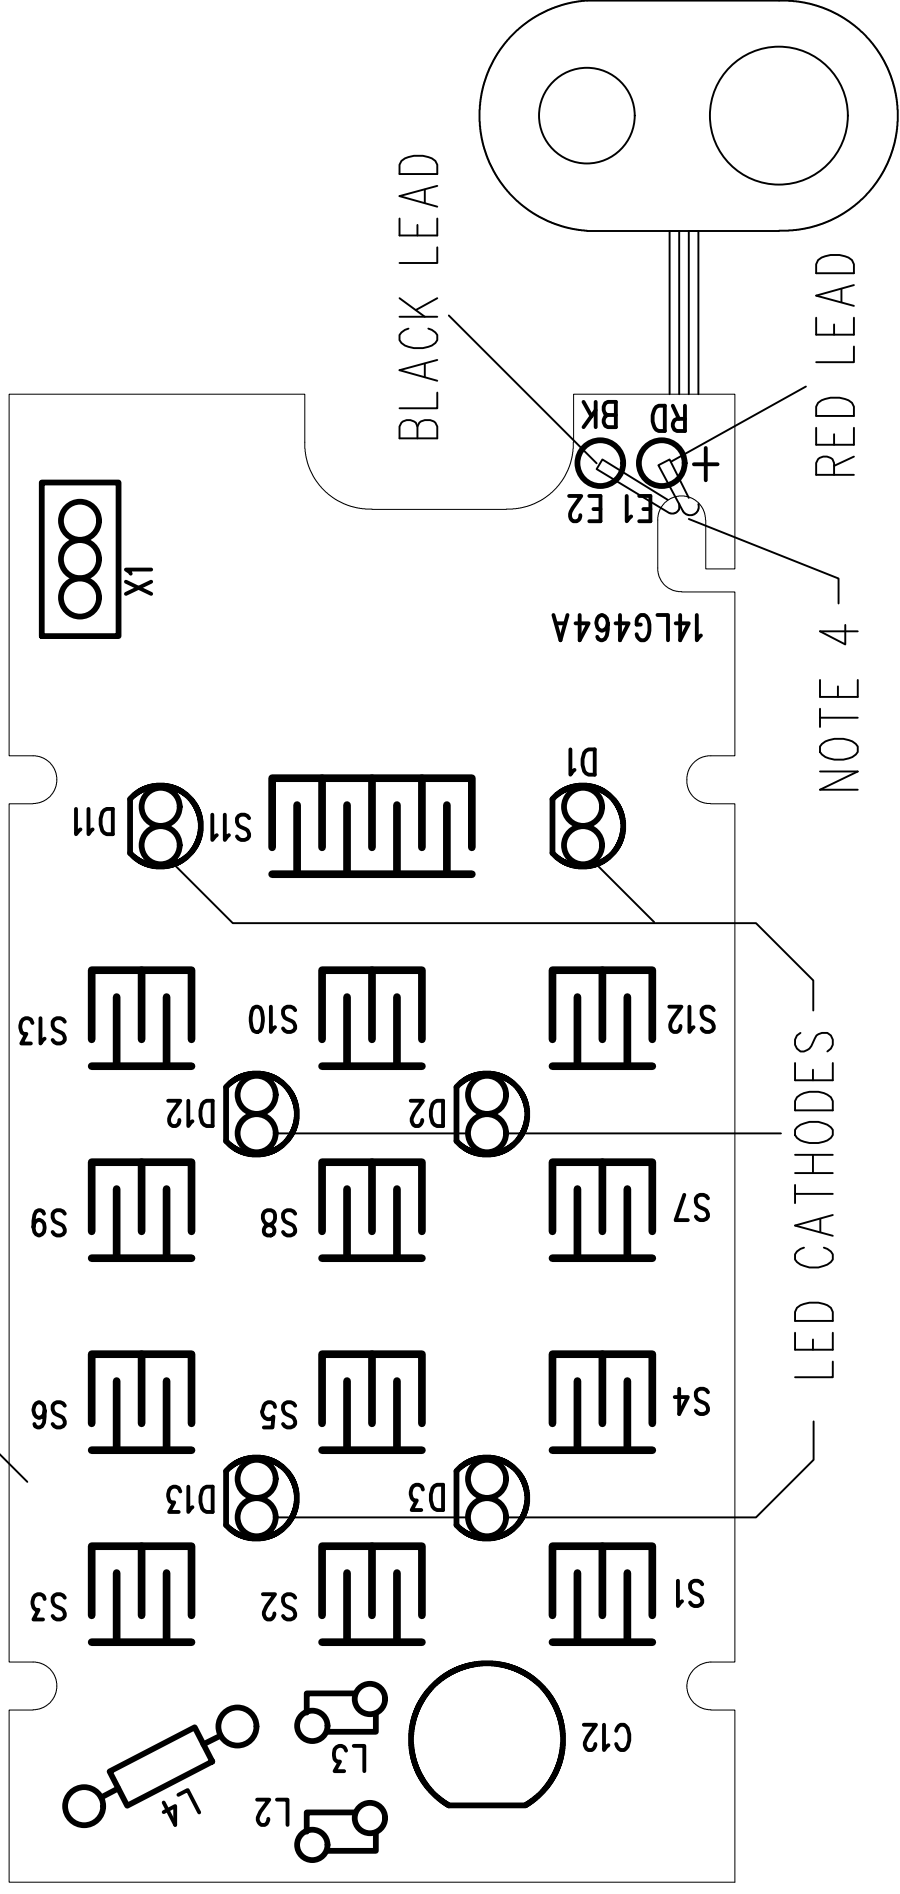 BLACK LEAD
RED LEAD
BK
RD
+
E2
E1
X1
14LG464A
NOTE 4
D1
D11
S11
S13
S10
S12
D12
D2
LED CATHODES
S9
S8
S7
S6
S5
S4
D13
D3
S3
S2
S1
L3
C12
L4
L2